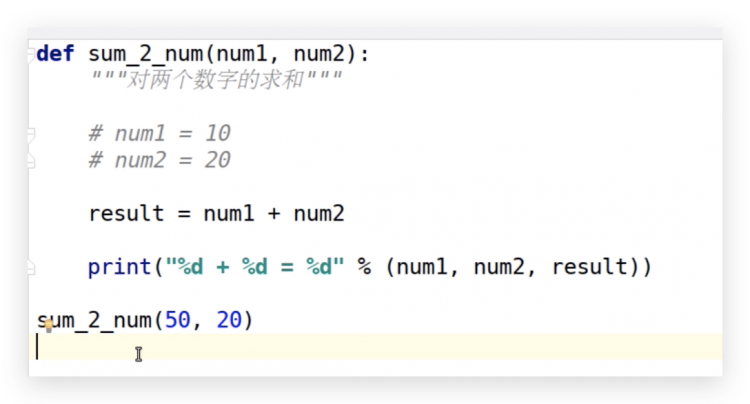 def sum_2_num(num1, num2):
"""对两个数字的求和"""
# num1 = 10
# num2 = 20
result = num1 + num2
print("%d + %d = %d" % (num1, num2, result))
sum_2_num(50, 20)